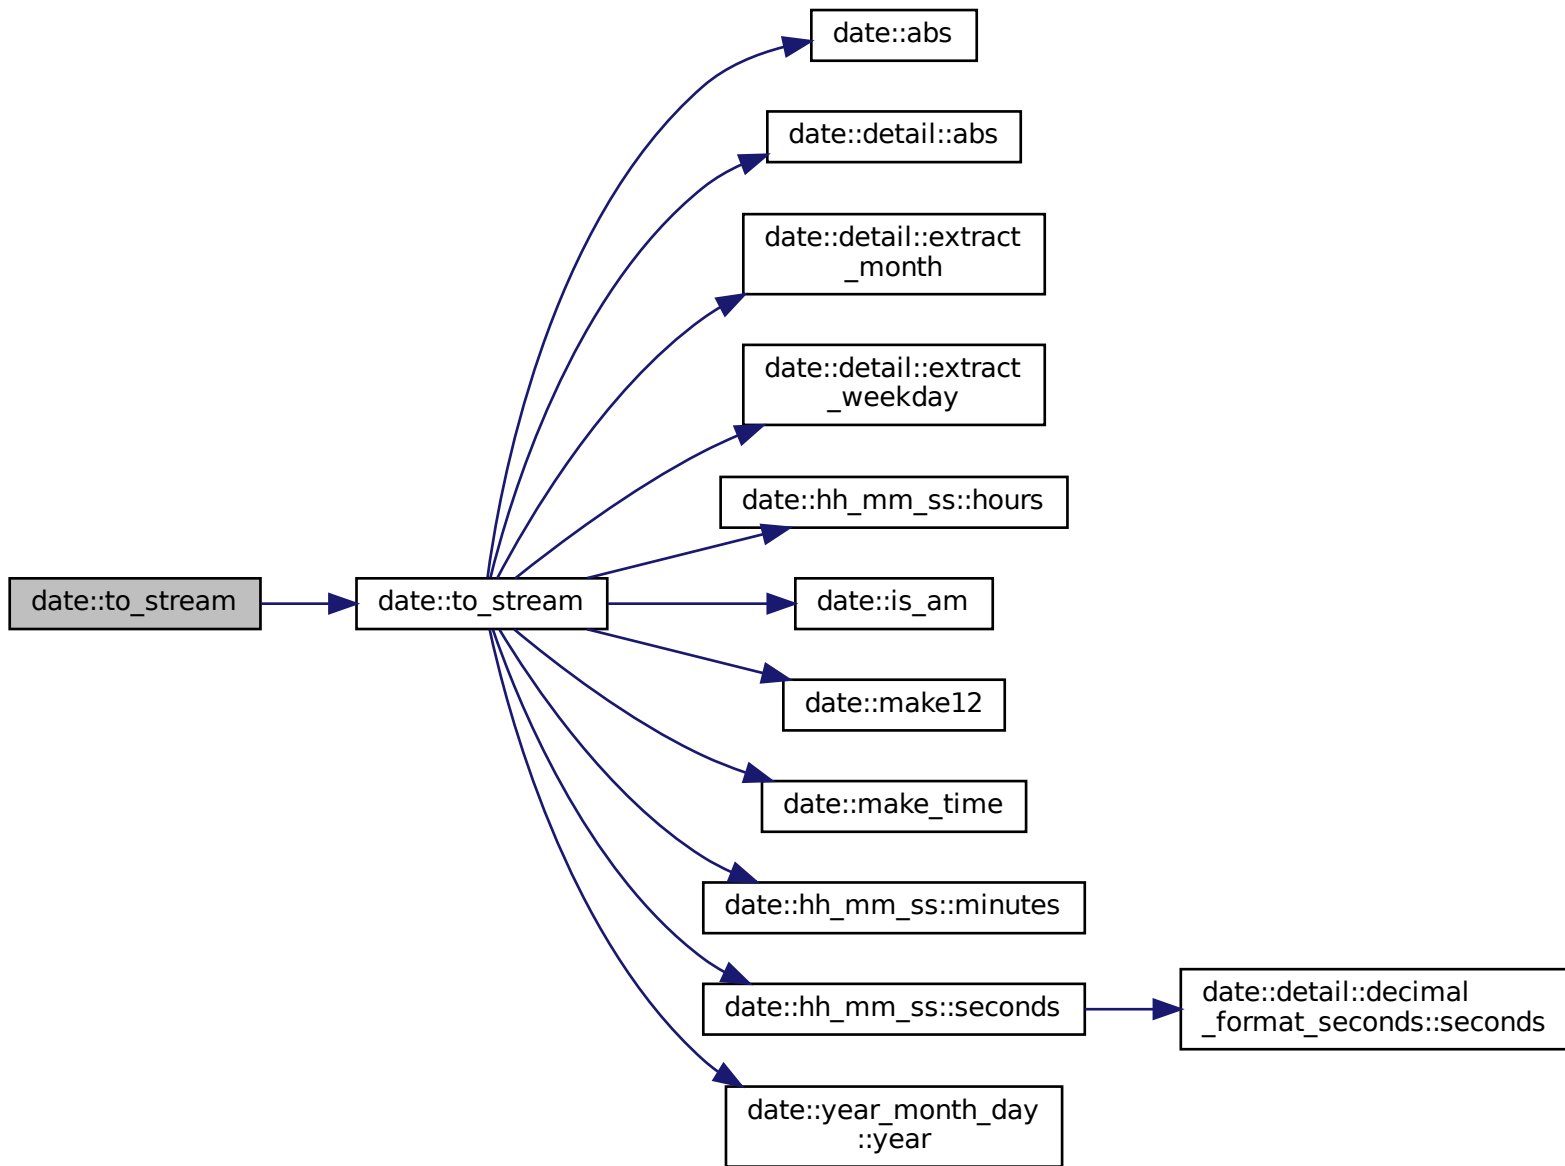 date::abs
date::detail::abs
date::detail::extract
_month
date::detail::extract
_weekday
date::hh_mm_ss::hours
date::to_stream
date::to_stream
date::is_am
date::make12
date::make_time
date::hh_mm_ss::minutes
date::hh_mm_ss::seconds
date::detail::decimal
_format_seconds::seconds
date::year_month_day
::year